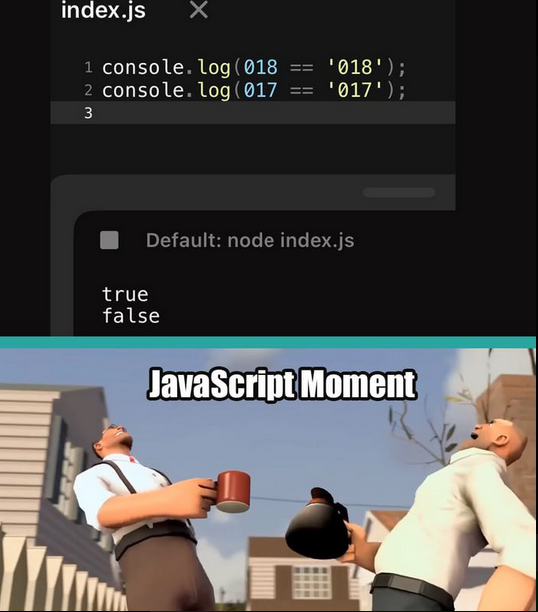 index.js
1 console.log(018 == '018');
2 console.log(017 == '017');
3
Default: node index.js
true
false
JavaScript Moment